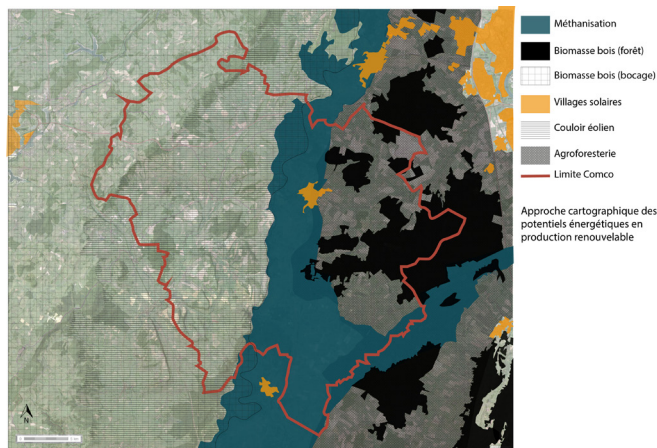 Méthanisation
Biomasse bois (forêt)
Biomasse bois (bocage)
Villages solaires
Couloir éolien
Agroforesterie
Limite Comco
Approche cartographique des
potentiels énergétiques en
production renouvelable
N